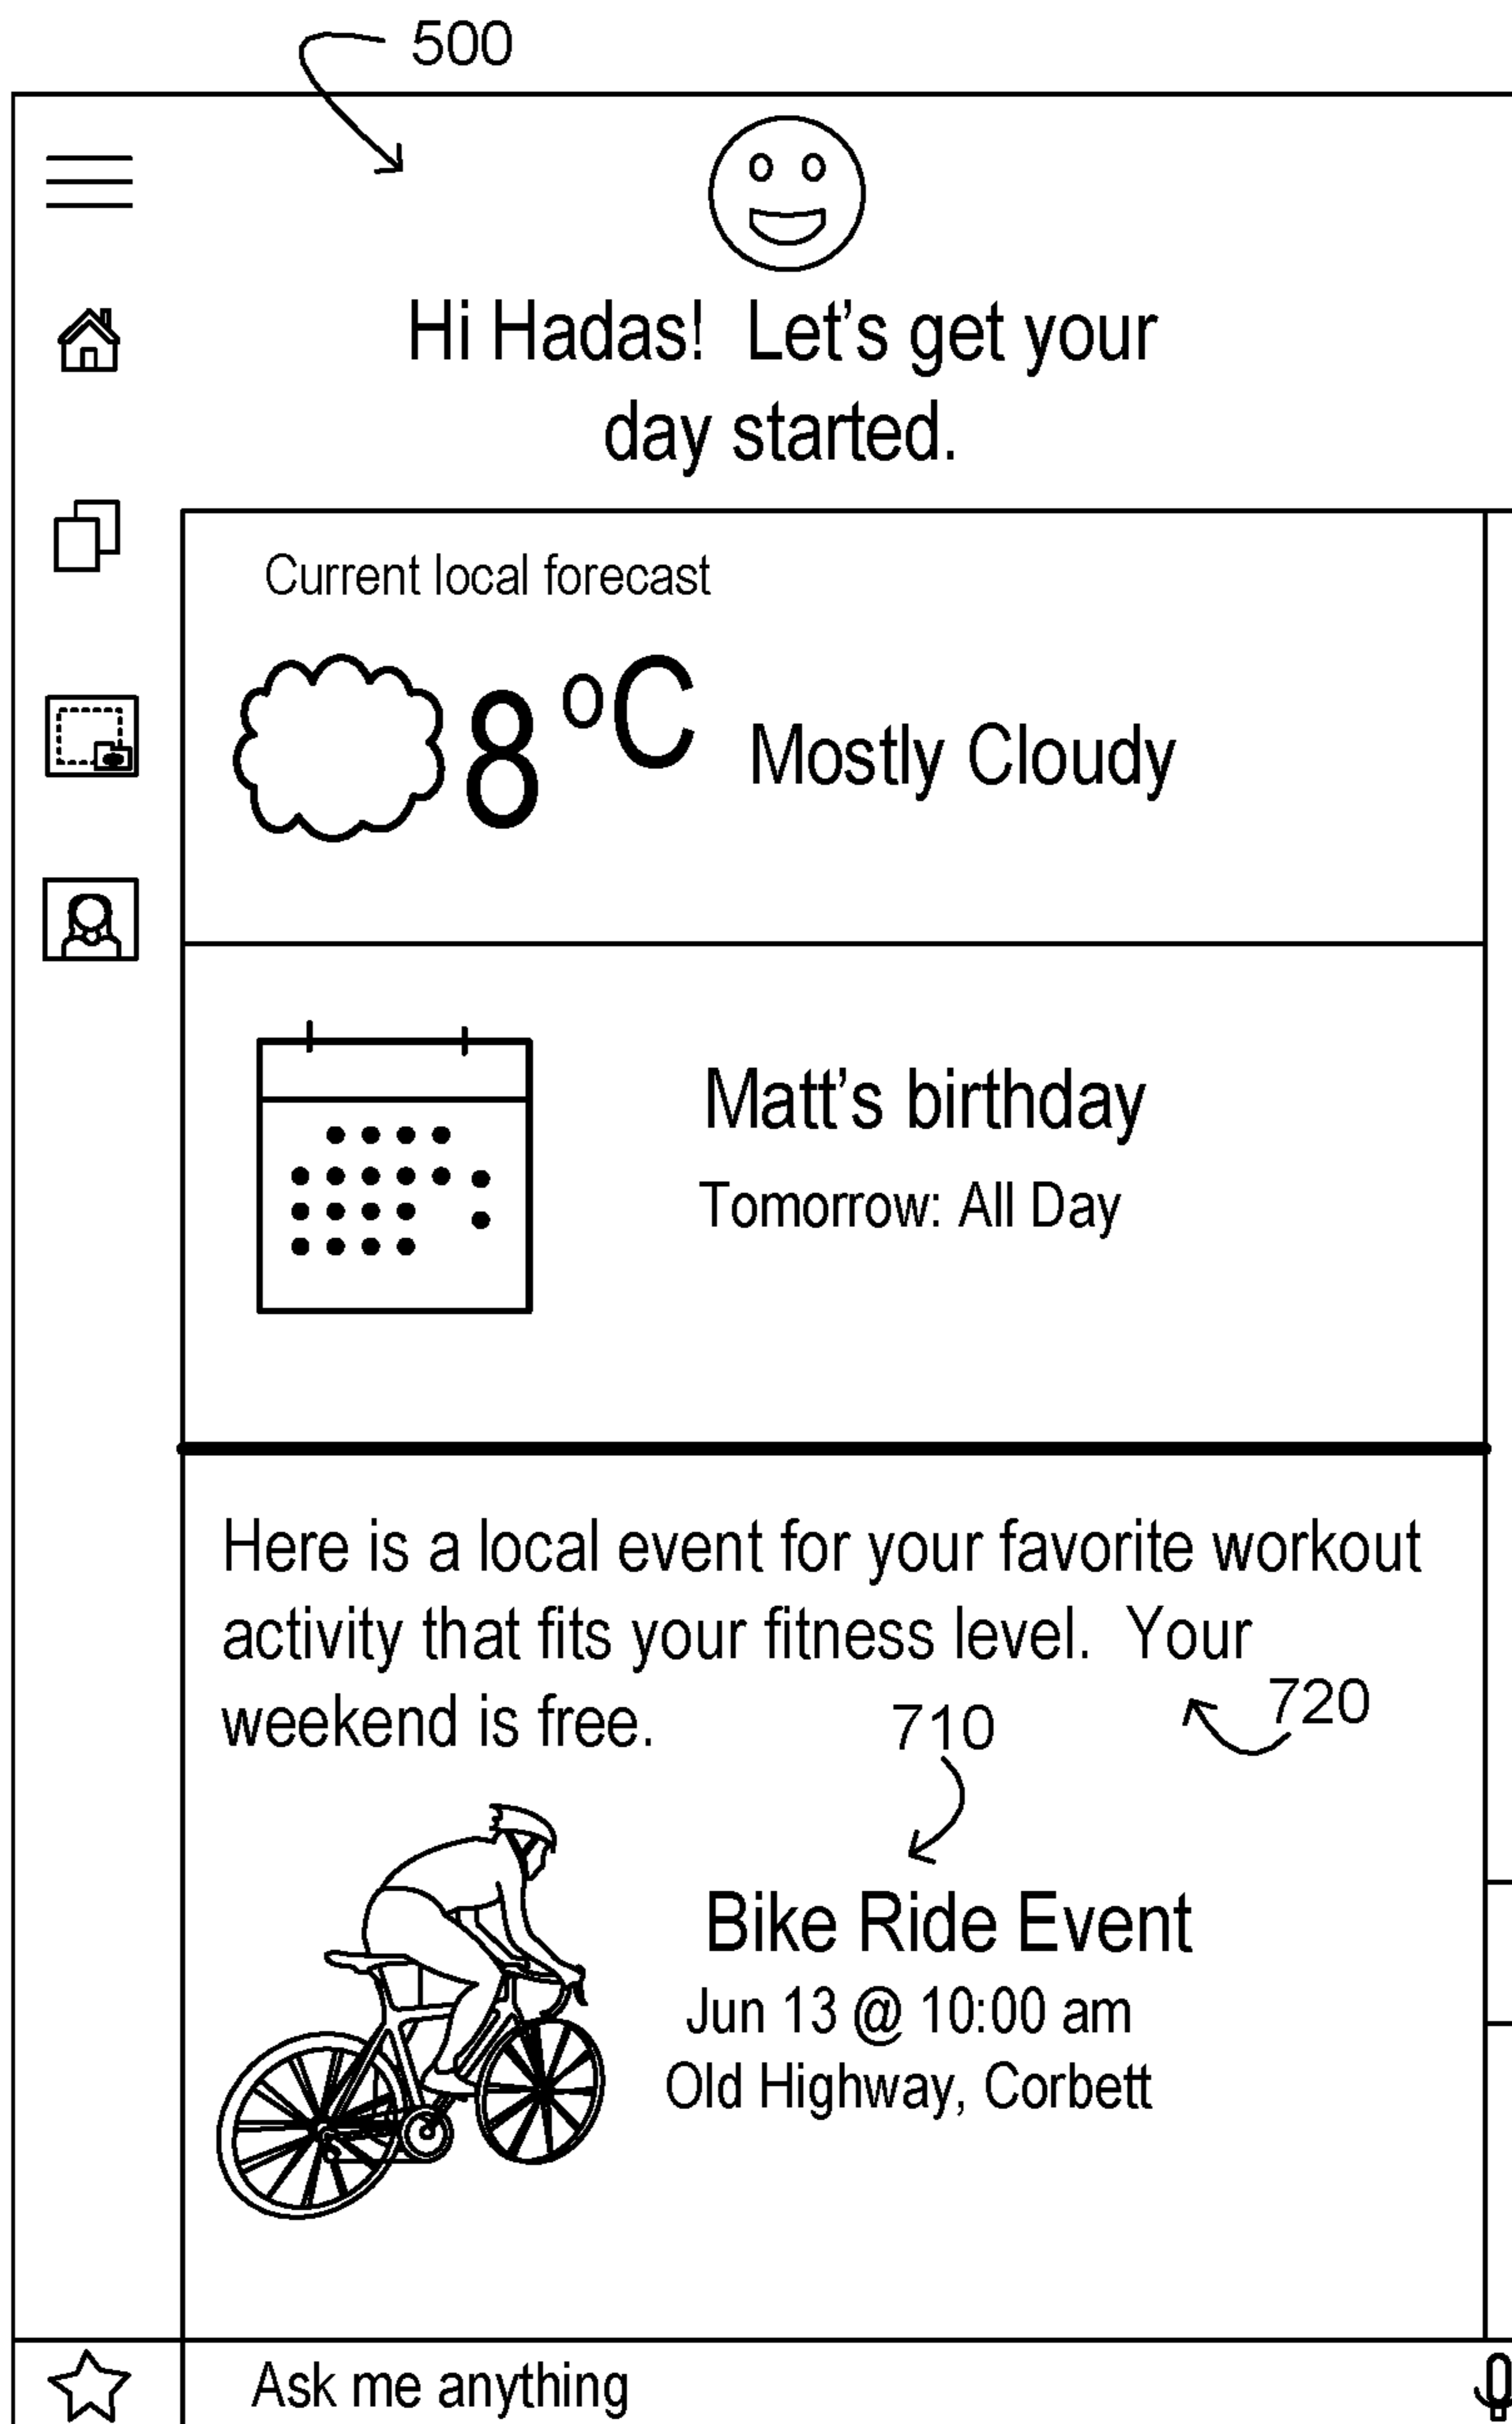 500
Hi Hadas! Let's get your
day started.
Current local forecast
8 °C Mostly Cloudy
Matt's birthday
Tomorrow: All Day
Here is a local event for your favorite workout
activity that fits your fitness level. Your
weekend is free.
710
720
Bike Ride Event
Jun 13 @ 10:00 am
Old Highway, Corbett
Ask me anything